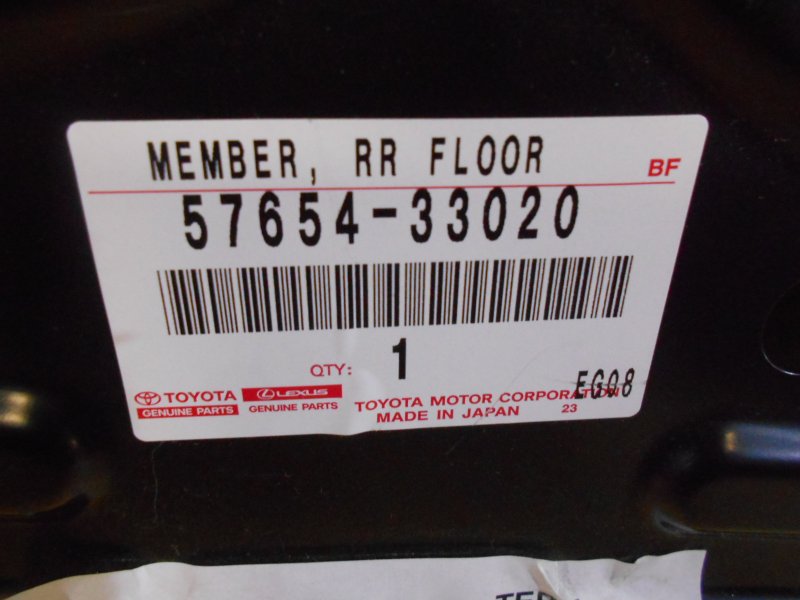 MEMBER, RR FLOOR
BF
57654-33020
QTY: 1
EG08
TOYOTA
GENUINE PARTS
LEXUS
GENUINE PARTS
TOYOTA MOTOR CORPORATION
MADE IN JAPAN 23